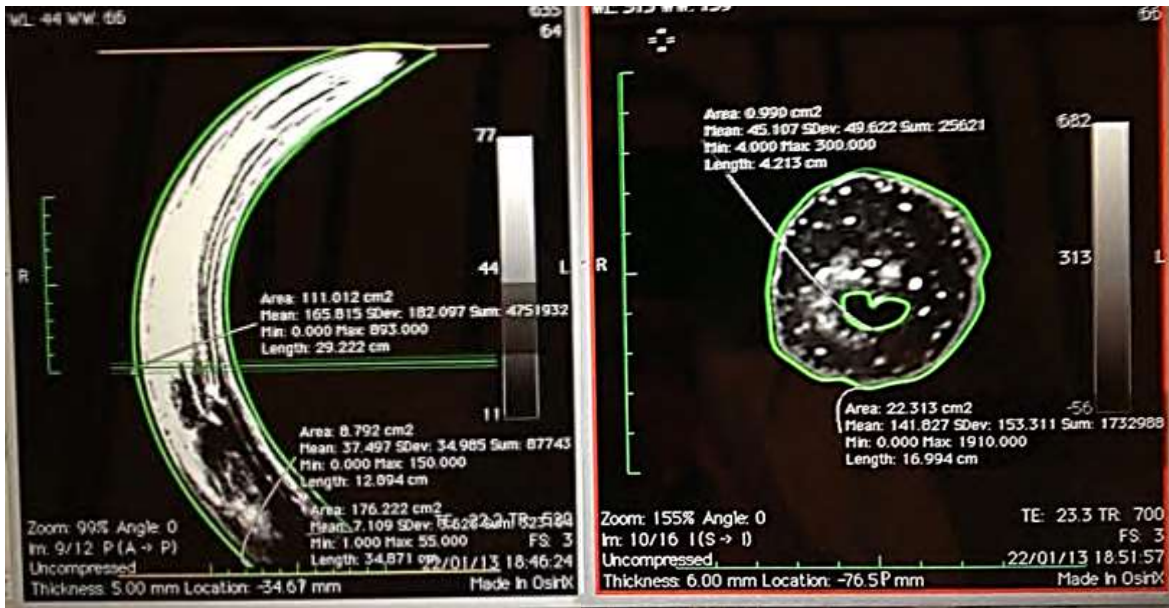 WL: 44 WW: 66
64
77
R
44
L
Area: 111.012 cm2
Mean: 165.815 SDev: 182.097 Sum: 4751932
Min: 0.000 Max: 893.000
Length: 29.222 cm
11
Area: 8.792 cm2
Mean: 37.497 SDev: 34.985 Sum: 87743
Min: 0.000 Max: 150.000
Length: 12.894 cm
Area: 176.222 cm2
Mean: 7.109 SDev:
Min: 1.000 Max: 55.000
Length: 34.871 cm
TR: 520
FS: 3
Zoom: 99% Angle: 0
Im: 9/12 P (A -> P)
Uncompressed
22/01/13 18:46:24
Thickness: 5.00 mm Location: -34.67 mm
Made In OsiriX
WL: 313 WW:
66
Area: 0.990 cm2
Mean: 45.107 SDev: 49.622 Sum: 25621
Min: 4.000 Max: 300.000
Length: 4.213 cm
682
R
313
L
-56
Area: 22.313 cm2
Mean: 141.827 SDev: 153.311 Sum: 1732988
Min: 0.000 Max: 1910.000
Length: 16.994 cm
Zoom: 155% Angle: 0
TE: 23.3 TR: 700
Im: 10/16 I (S -> I)
FS: 3
Uncompressed
22/01/13 18:51:57
Thickness: 6.00 mm Location: -76.5 mm
P
Made In OsiriX